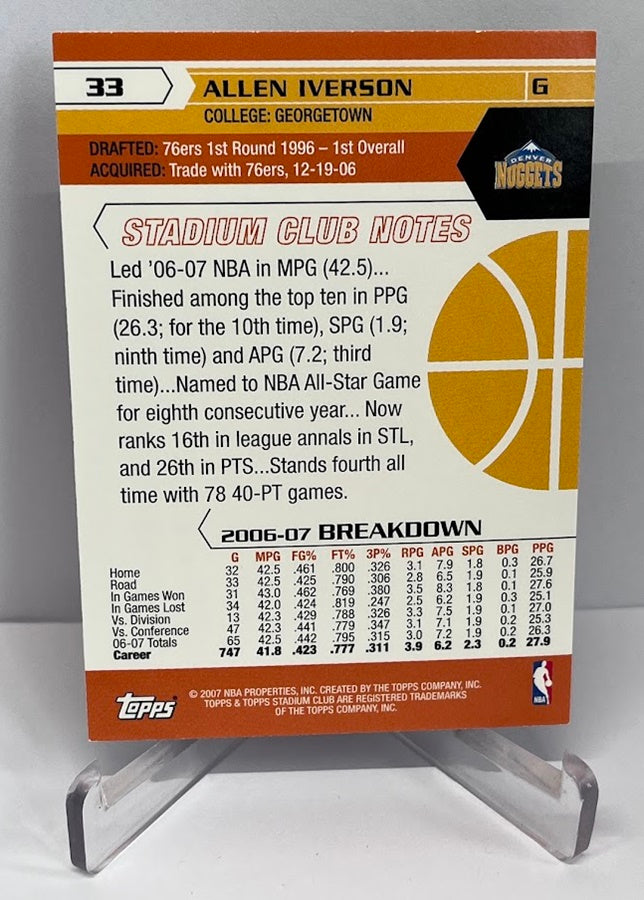 33
ALLEN IVERSON
G
COLLEGE: GEORGETOWN
DRAFTED: 76ers 1st Round 1996 – 1st Overall
ACQUIRED: Trade with 76ers, 12-19-06
DENVER
NUGGETS
STADIUM CLUB NOTES
Led '06-07 NBA in MPG (42.5)...
Finished among the top ten in PPG
(26.3; for the 10th time), SPG (1.9;
ninth time) and APG (7.2; third
time)...Named to NBA All-Star Game
for eighth consecutive year... Now
ranks 16th in league annals in STL,
and 26th in PTS...Stands fourth all
time with 78 40-PT games.
2006-07 BREAKDOWN
G MPG FG% FT% 3P% RPG APG SPG BPG PPG
Home 32 42.5 .461 .800 .326 3.1 7.9 1.8 0.3 26.7
Road 33 42.5 .425 .790 .306 2.8 6.5 1.9 0.1 25.9
In Games Won 31 43.0 .462 .769 .380 3.5 8.3 1.8 0.1 27.6
In Games Lost 34 42.0 .424 .819 .247 2.5 6.2 1.9 0.3 25.1
Vs. Division 13 42.3 .429 .788 .326 3.3 7.5 1.9 0.1 27.0
Vs. Conference 47 42.3 .441 .779 .347 3.1 7.1 1.9 0.2 25.3
06-07 Totals 65 42.5 .442 .795 .315 3.0 7.2 1.9 0.2 26.3
Career 747 41.8 .423 .777 .311 3.9 6.2 2.3 0.2 27.9
Topps
© 2007 NBA PROPERTIES, INC. CREATED BY THE TOPPS COMPANY, INC.
TOPPS & TOPPS STADIUM CLUB ARE REGISTERED TRADEMARKS
OF THE TOPPS COMPANY, INC.
NBA